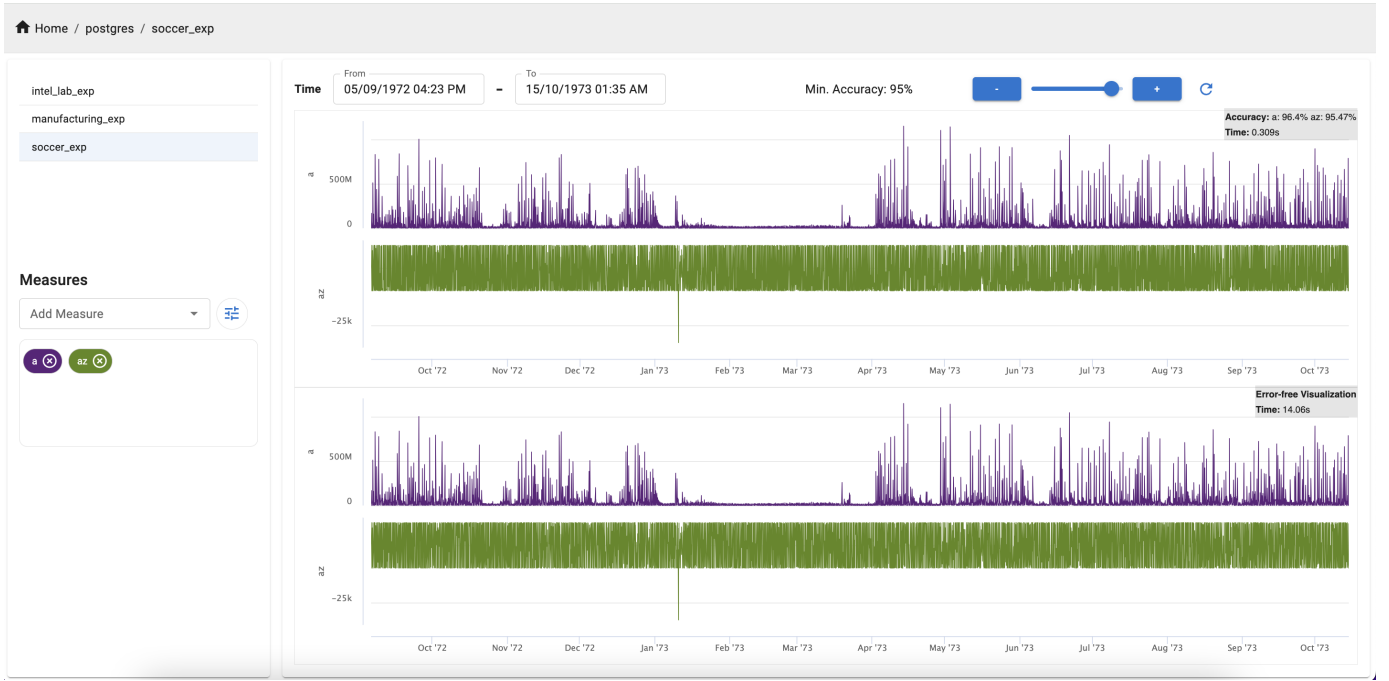 Home / postgres / soccer_exp
intel_lab_exp
manufacturing_exp
soccer_exp
Measures
Add Measure
a
az
Time
From
05/09/1972 04:23 PM
–
To
15/10/1973 01:35 AM
Min. Accuracy: 95%
-
+
Accuracy: a: 96.4% az: 95.47%
Time: 0.309s
a
500M
0
az
−25k
Oct '72 Nov '72 Dec '72 Jan '73 Feb '73 Mar '73 Apr '73 May '73 Jun '73 Jul '73 Aug '73 Sep '73 Oct '73
Error-free Visualization
Time: 14.06s
a
500M
0
az
−25k
Oct '72 Nov '72 Dec '72 Jan '73 Feb '73 Mar '73 Apr '73 May '73 Jun '73 Jul '73 Aug '73 Sep '73 Oct '73